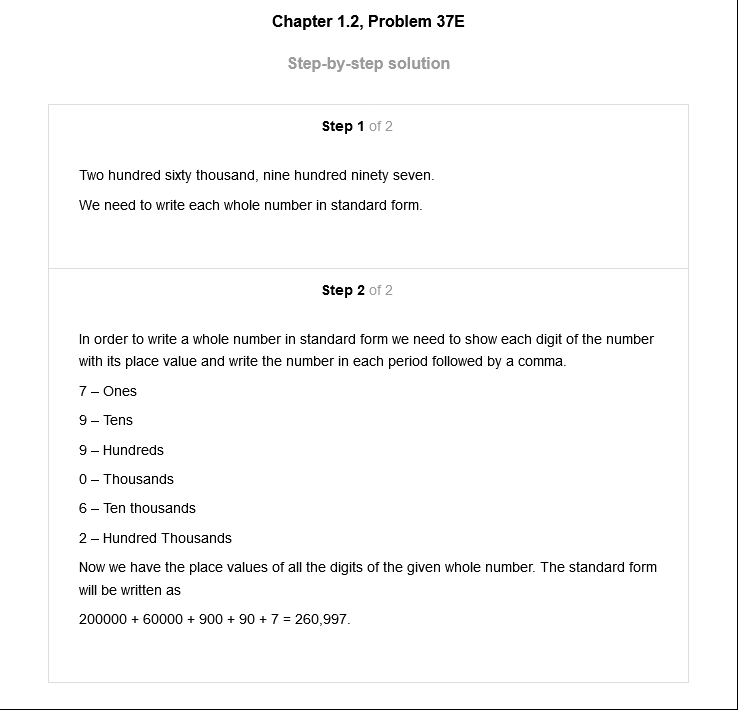 Chapter 1.2, Problem 37E
Step-by-step solution
Step 1 of 2
Two hundred sixty thousand, nine hundred ninety seven.
We need to write each whole number in standard form.
Step 2 of 2
In order to write a whole number in standard form we need to show each digit of the number
with its place value and write the number in each period followed by a comma.
7 – Ones
9 – Tens
9 – Hundreds
0 – Thousands
6 – Ten thousands
2 – Hundred Thousands
Now we have the place values of all the digits of the given whole number. The standard form
will be written as
200000 + 60000 + 900 + 90 + 7 = 260,997.